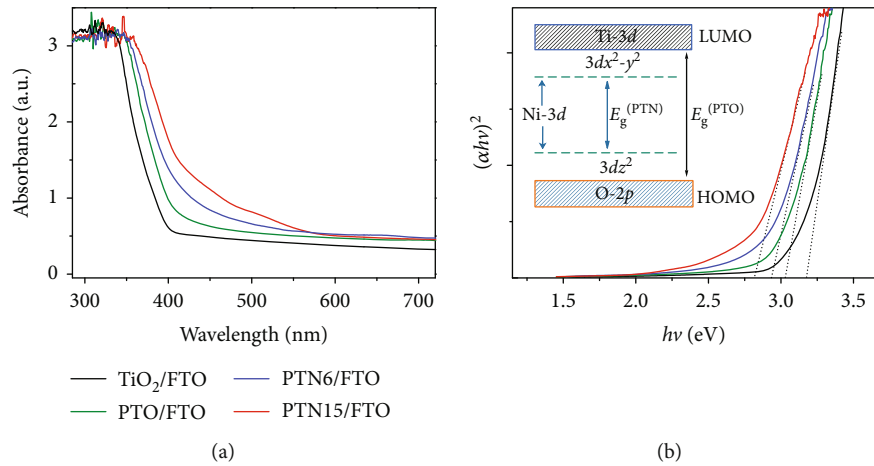 (a)
3
2
1
0
Absorbance (a.u.)
300 400 500 600 700
Wavelength (nm)
TiO₂/FTO
PTO/FTO
PTN6/FTO
PTN15/FTO
(a)
(b)
Ti-3d
LUMO
3dx²-y²
Ni-3d
E_g^(PTN)
E_g^(PTO)
3dz²
O-2p
HOMO
(αhν)²
1.5 2.0 2.5 3.0 3.5
hν (eV)
(b)